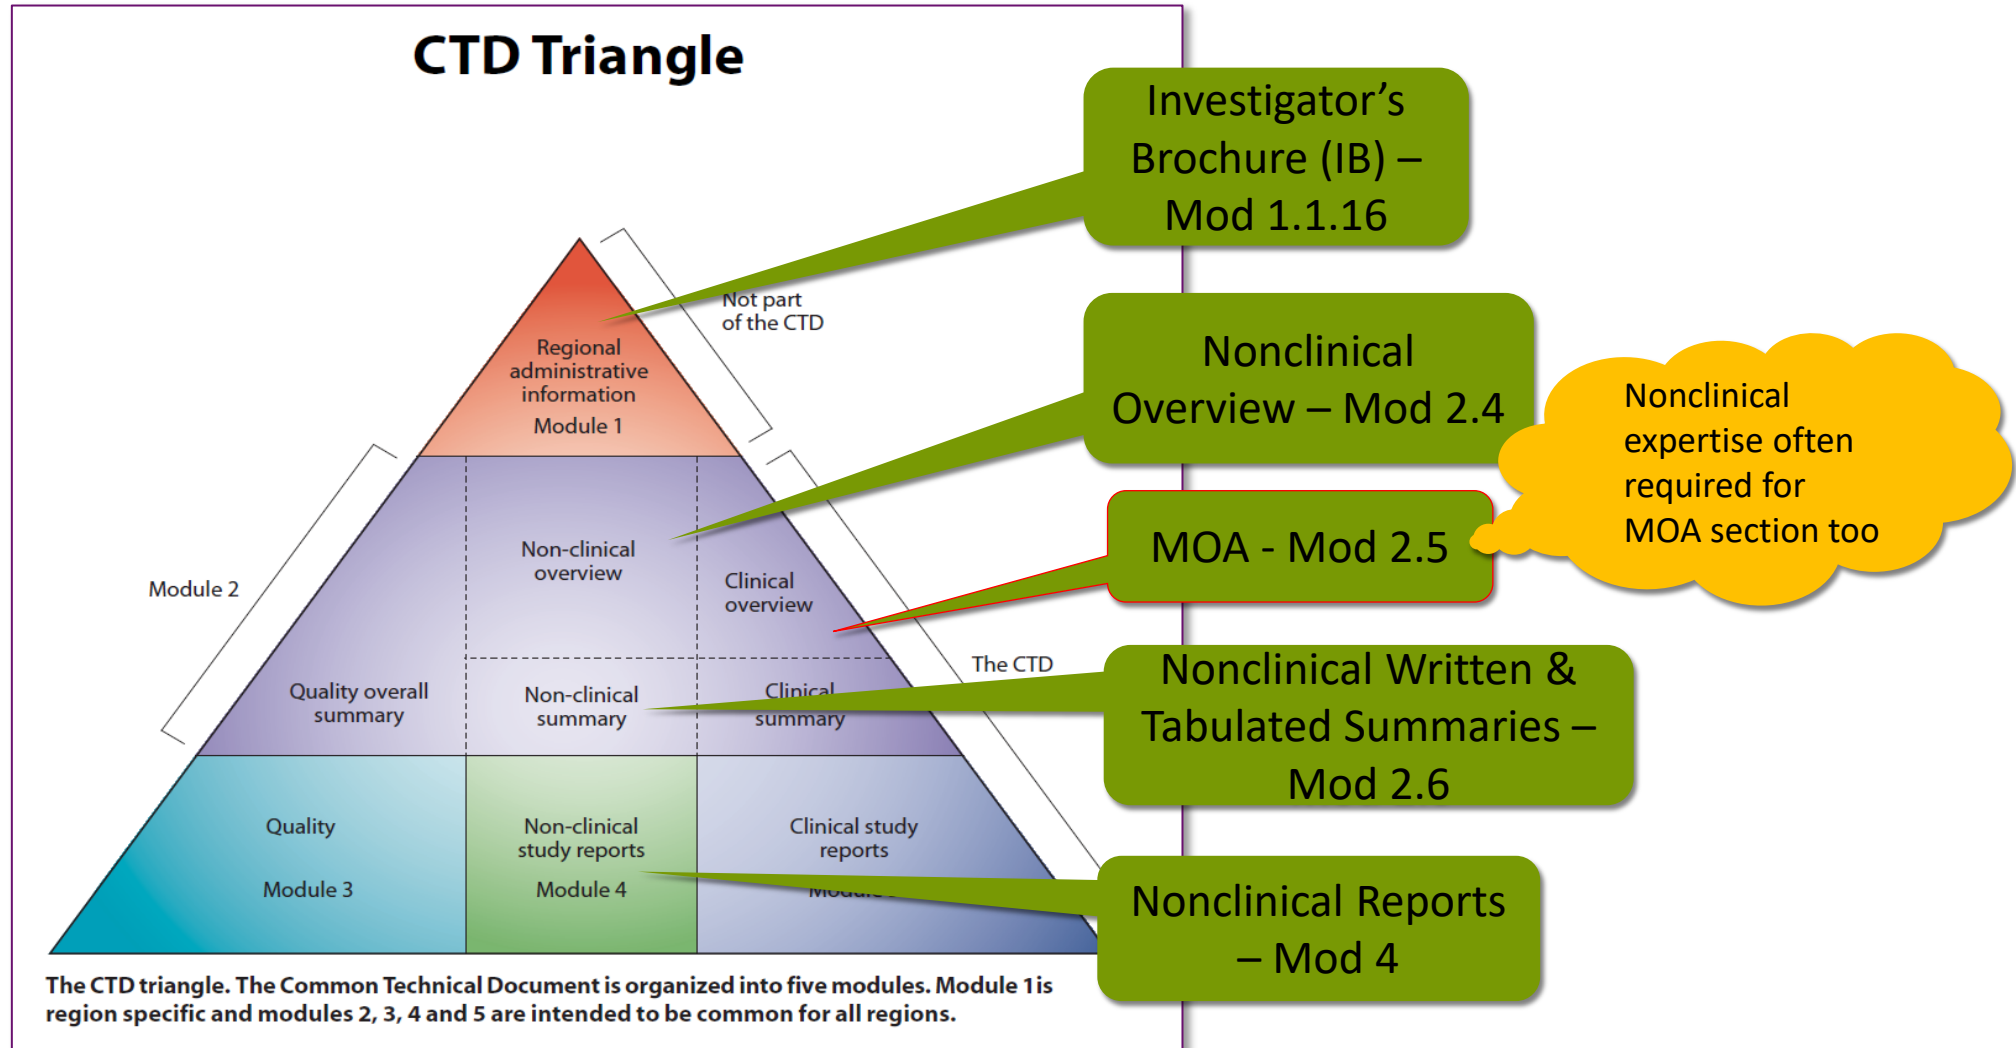 CTD Triangle
Investigator's
Brochure (IB) –
Mod 1.1.16
Not part
of the CTD
Regional
administrative
information
Module 1
Nonclinical
Overview – Mod 2.4
Nonclinical
expertise often
required for
MOA section too
MOA - Mod 2.5
Module 2
Non-clinical
overview
Clinical
overview
The CTD
Quality overall
summary
Non-clinical
summary
Clinical
summary
Nonclinical Written &
Tabulated Summaries –
Mod 2.6
Quality
Module 3
Non-clinical
study reports
Module 4
Clinical study
reports
Nonclinical Reports
– Mod 4
The CTD triangle. The Common Technical Document is organized into five modules. Module 1 is
region specific and modules 2, 3, 4 and 5 are intended to be common for all regions.